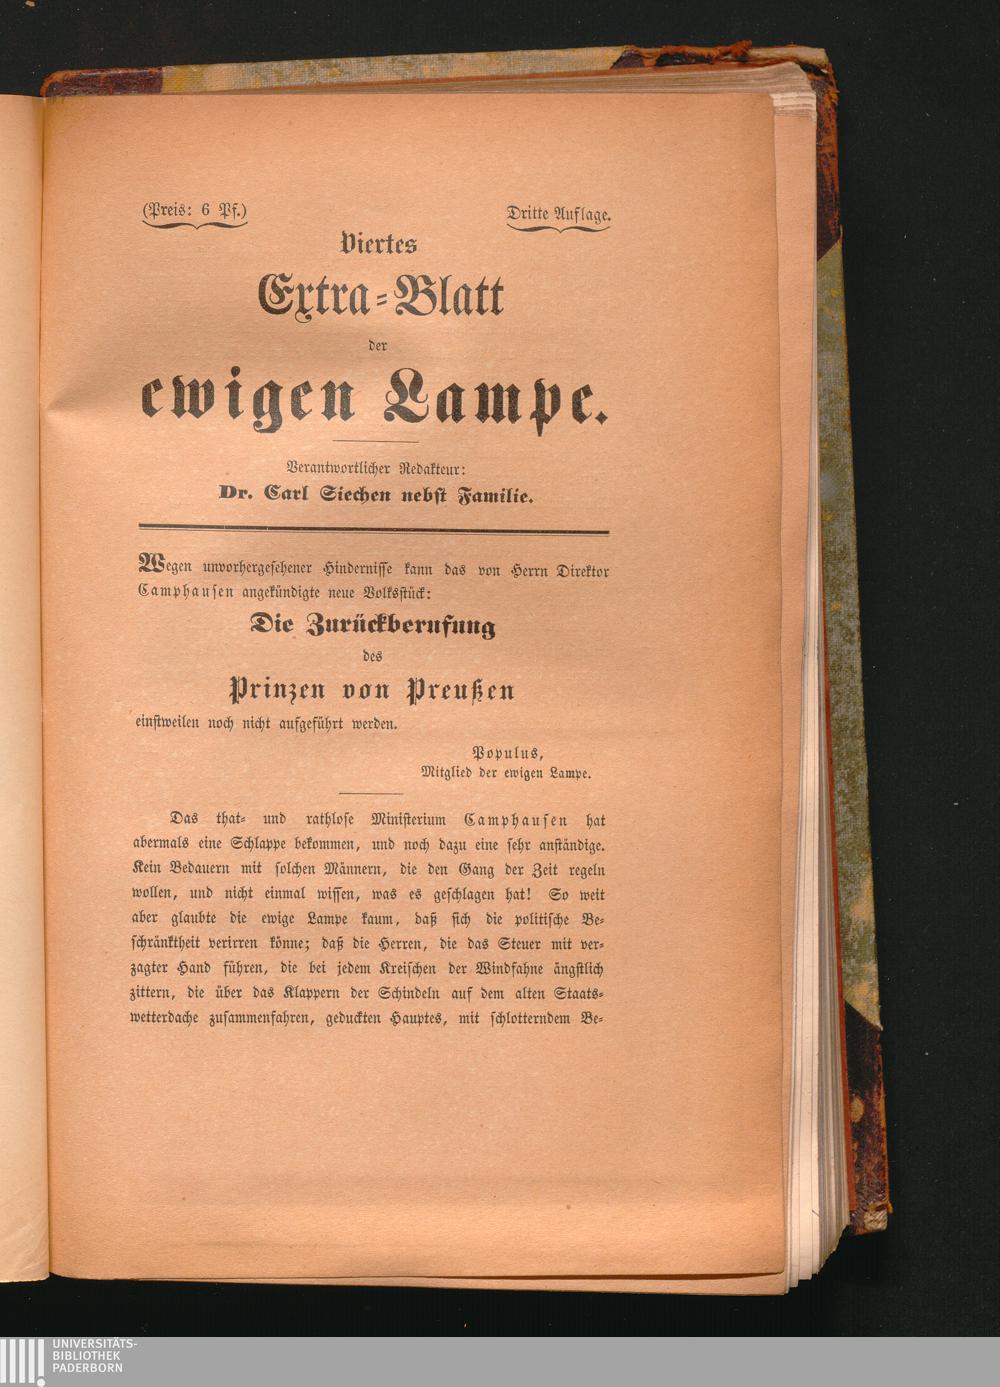 (Preis: 6 Pf.)
Dritte Auflage.
Viertes
Extra=Blatt
der
ewigen Lampe.
Verantwortlicher Redakteur:
Dr. Carl Siechen nebst Familie.
Wegen unvorhergesehener Hindernisse kann das von Herrn Direktor
Camphausen angekündigte neue Volksstück:
Die Zurückberufung
des
Prinzen von Preußen
einstweilen noch nicht aufgeführt werden.
Populus,
Mitglied der ewigen Lampe.
Das that= und rathlose Ministerium Camphausen hat
abermals eine Schlappe bekommen, und noch dazu eine sehr anständige.
Kein Bedauern mit solchen Männern, die den Gang der Zeit regeln
wollen, und nicht einmal wissen, was es geschlagen hat! So weit
aber glaubte die ewige Lampe kaum, daß sich die politische Be=
schränktheit verirren könne; daß die Herren, die das Steuer mit ver=
zagter Hand führen, die bei jedem Kreischen der Windfahne ängstlich
zittern, die über das Klappern der Schindeln auf dem alten Staats=
wetterdache zusammenfahren, geduckten Hauptes, mit schlotterndem Be=
UNIVERSITÄTS-
BIBLIOTHEK
PADERBORN